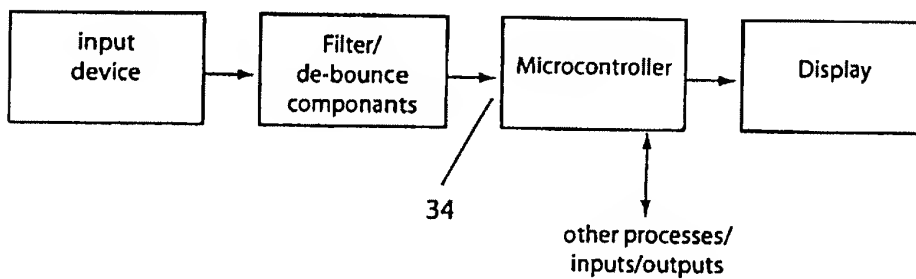 input
device
Filter/
de-bounce
componants
Microcontroller
Display
34
other processes/
inputs/outputs